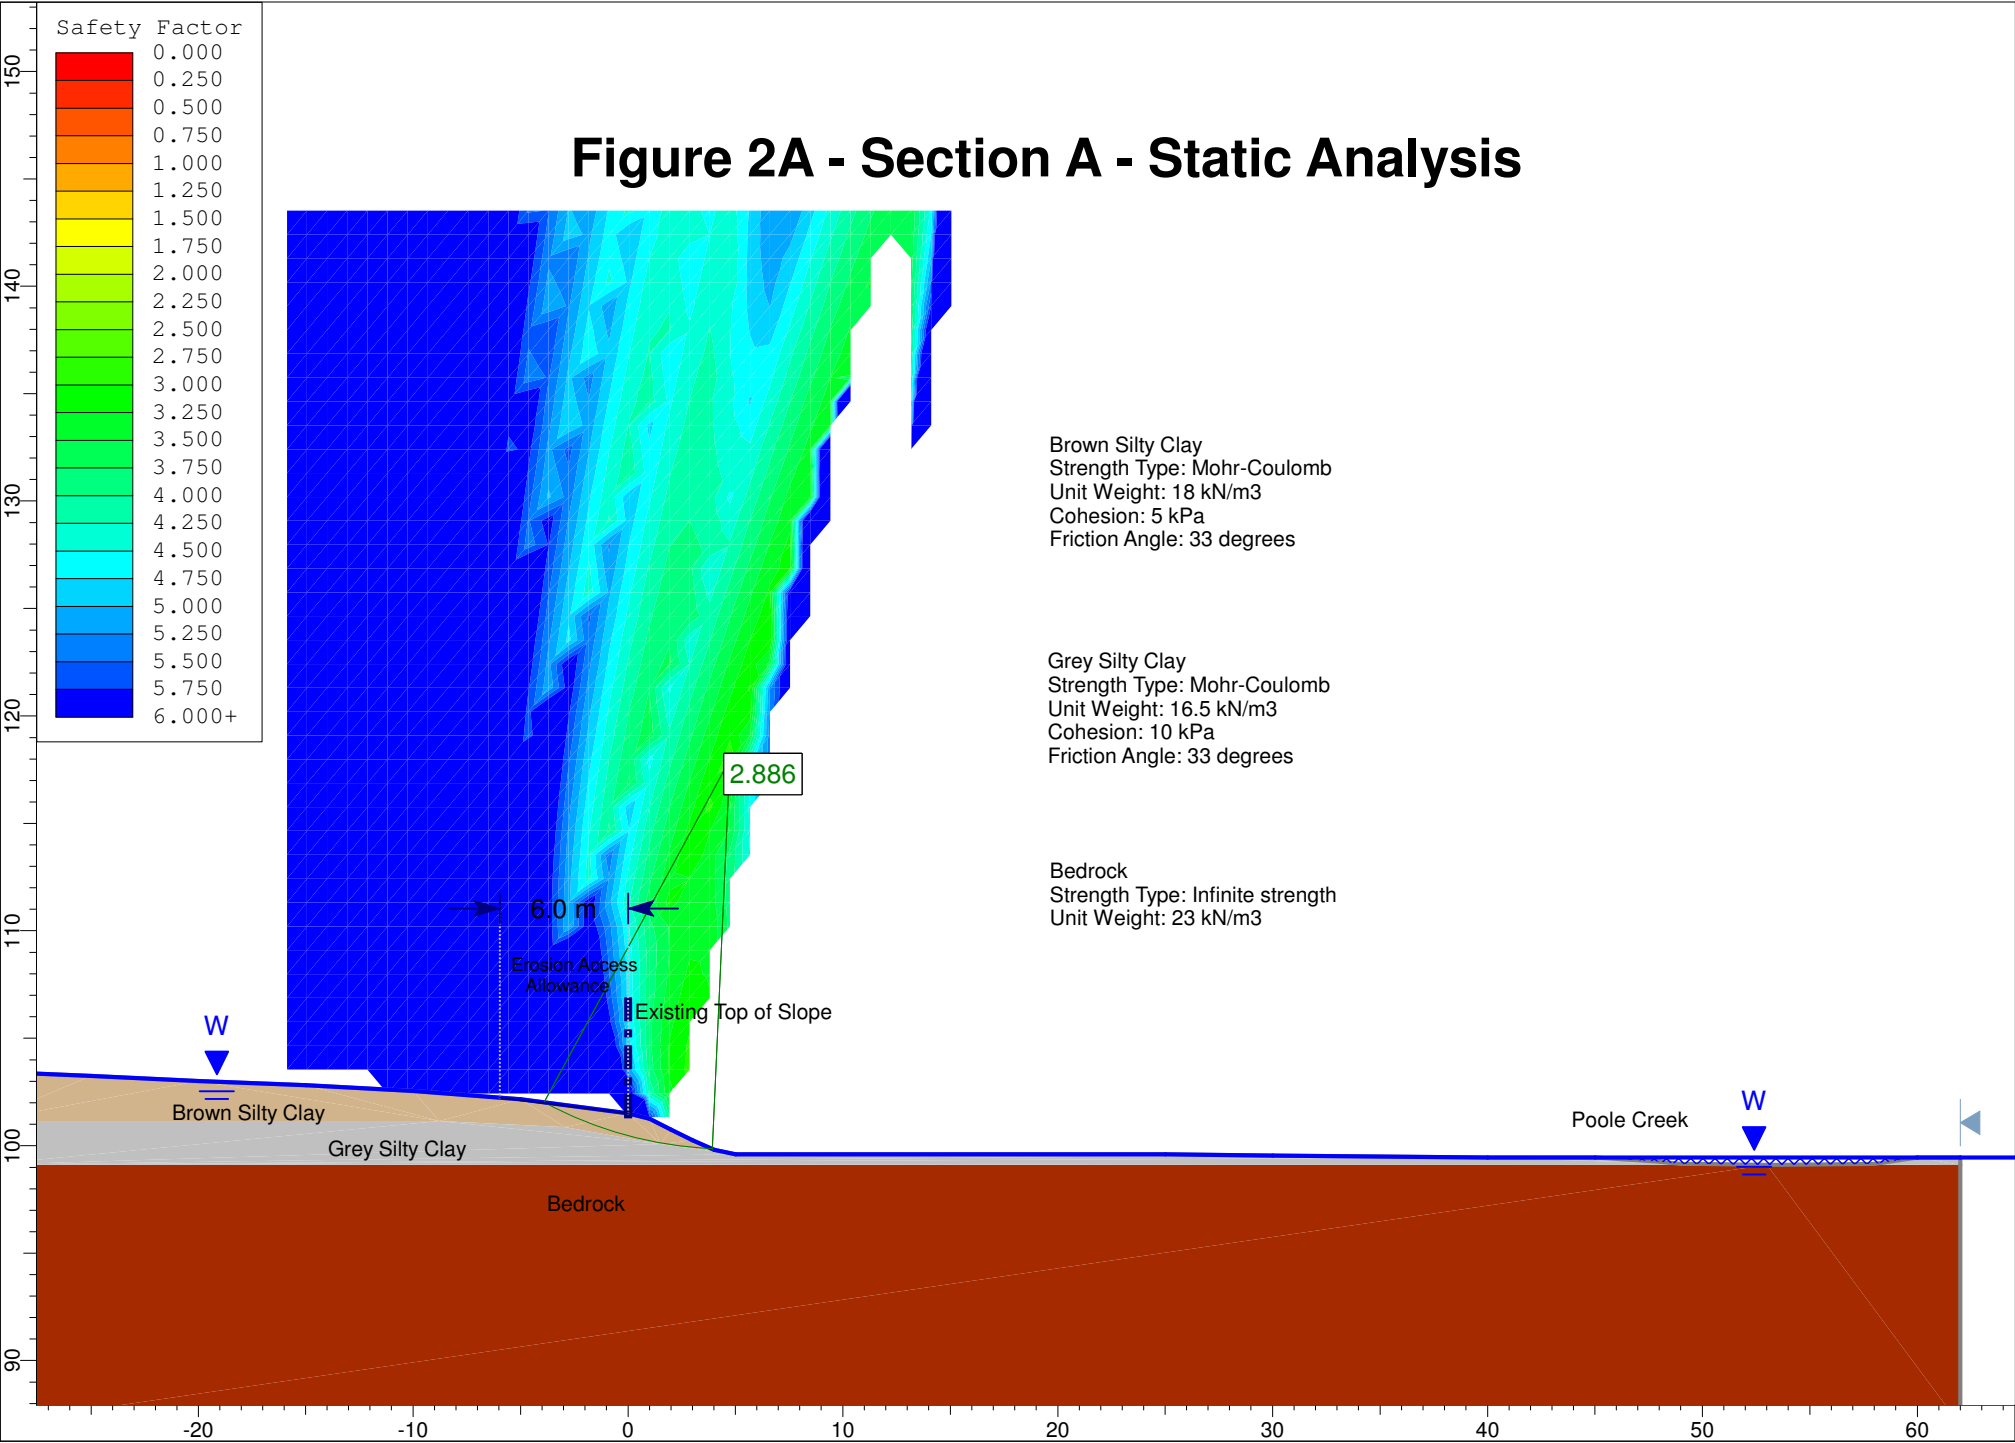 Safety Factor
0.000
0.250
0.500
0.750
1.000
1.250
1.500
1.750
2.000
2.250
2.500
2.750
3.000
3.250
3.500
3.750
4.000
4.250
4.500
4.750
5.000
5.250
5.500
5.750
6.000+
150
140
130
120
110
100
90
Figure 2A - Section A - Static Analysis
Brown Silty Clay
Strength Type: Mohr-Coulomb
Unit Weight: 18 kN/m3
Cohesion: 5 kPa
Friction Angle: 33 degrees
Grey Silty Clay
Strength Type: Mohr-Coulomb
Unit Weight: 16.5 kN/m3
Cohesion: 10 kPa
Friction Angle: 33 degrees
2.886
Bedrock
Strength Type: Infinite strength
Unit Weight: 23 kN/m3
6.0 m
Erosion Access
Allowance
Existing Top of Slope
W
W
Brown Silty Clay
Poole Creek
Grey Silty Clay
Bedrock
-20
-10
0
10
20
30
40
50
60